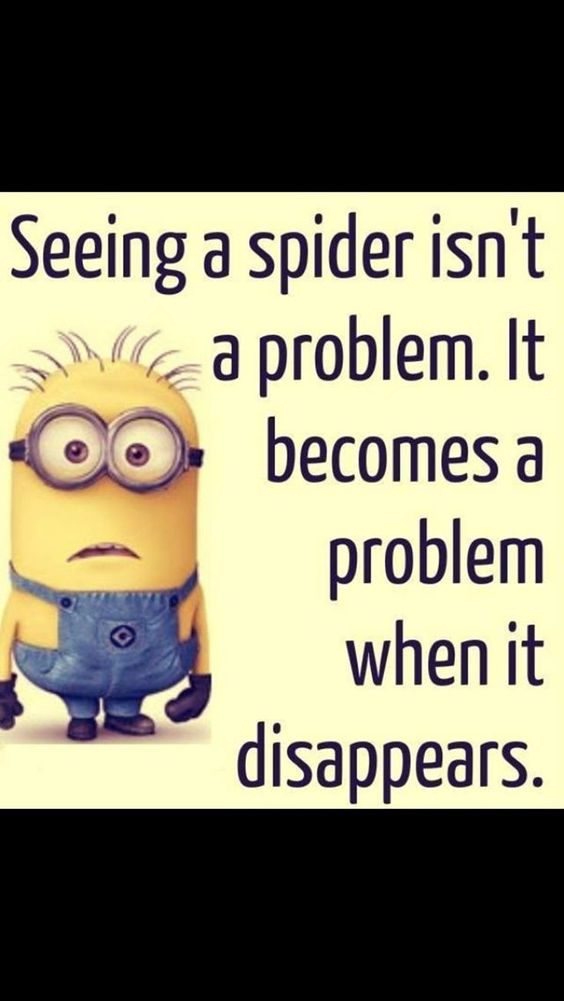 Seeing a spider isn't
a problem. It
becomes a
problem
when it
disappears.